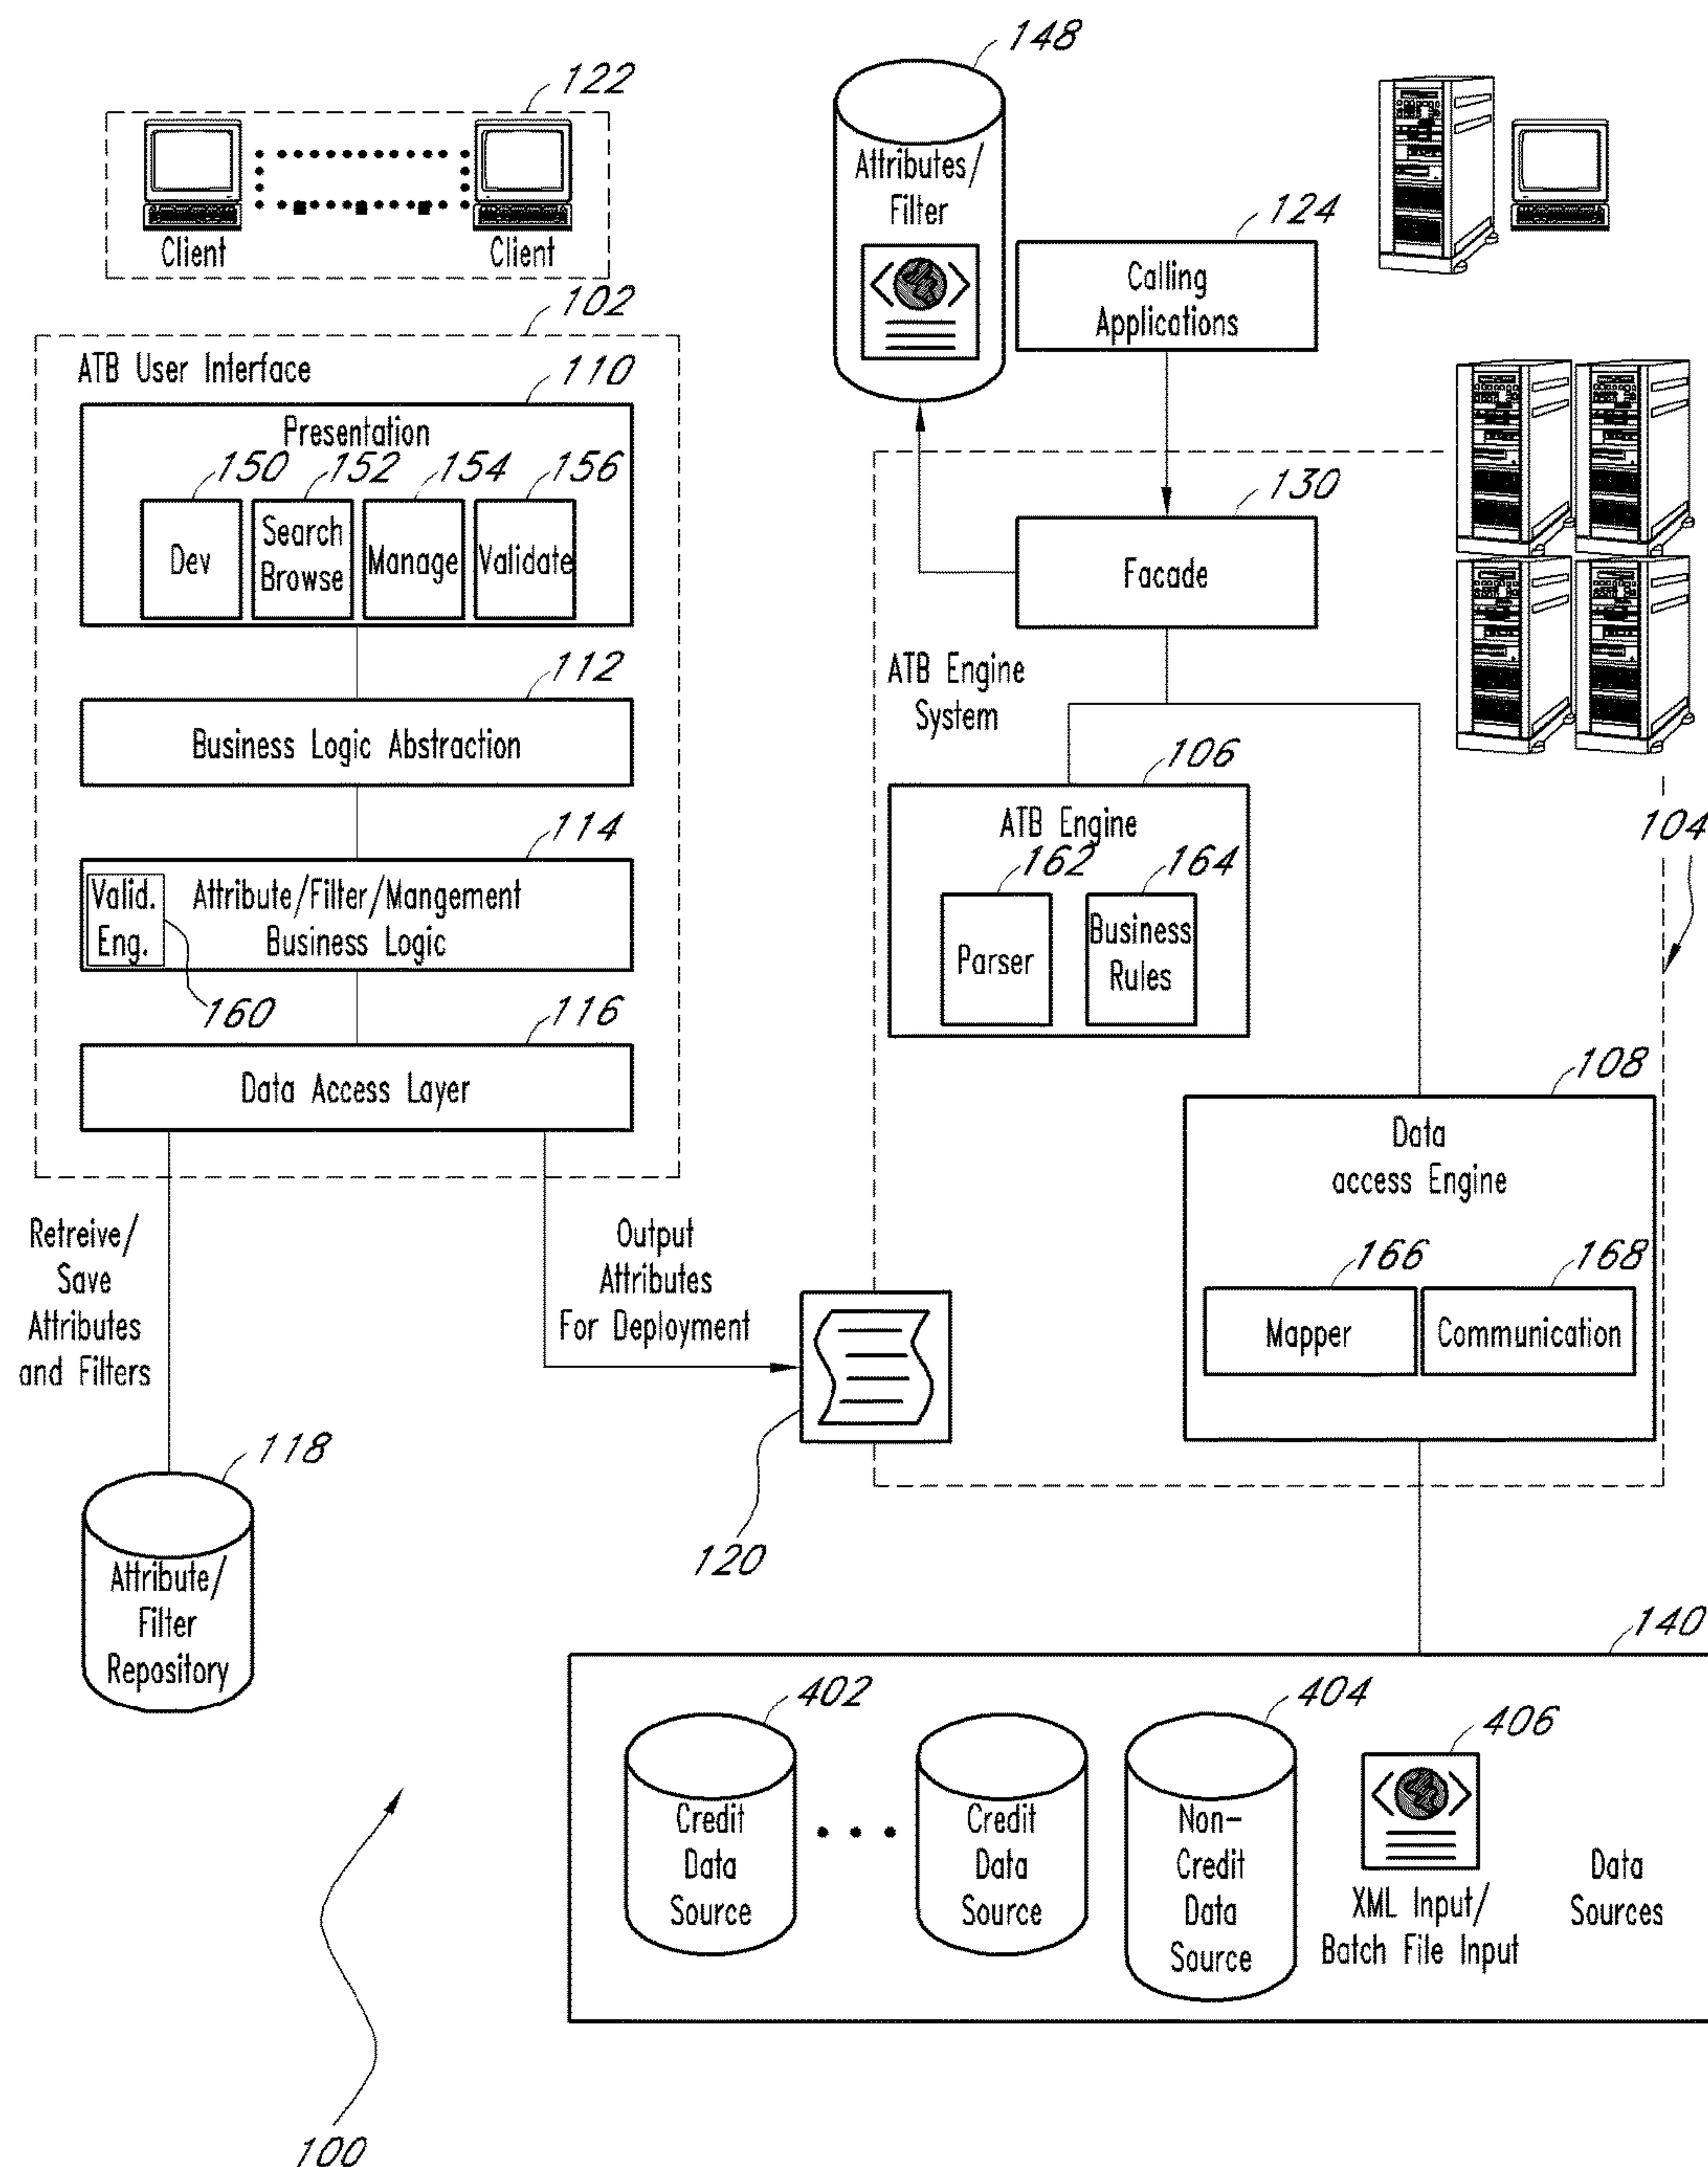 122
Client
Client
102
ATB User Interface
110
Presentation
150
152
154
156
Dev
Search
Browse
Manage
Validate
112
Business Logic Abstraction
114
Valid.
Eng.
Attribute/Filter/Mangement
Business Logic
160
116
Data Access Layer
Retreive/
Save
Attributes
and Filters
Output
Attributes
For Deployment
118
Attribute/
Filter
Repository
120
100
148
Attributes/
Filter
124
Calling
Applications
130
Facade
ATB Engine
System
106
ATB Engine
162
164
Parser
Business
Rules
104
108
Data
access Engine
166
168
Mapper
Communication
140
402
404
406
Credit
Data
Source
Credit
Data
Source
Non-
Credit
Data
Source
XML Input/
Batch File Input
Data
Sources